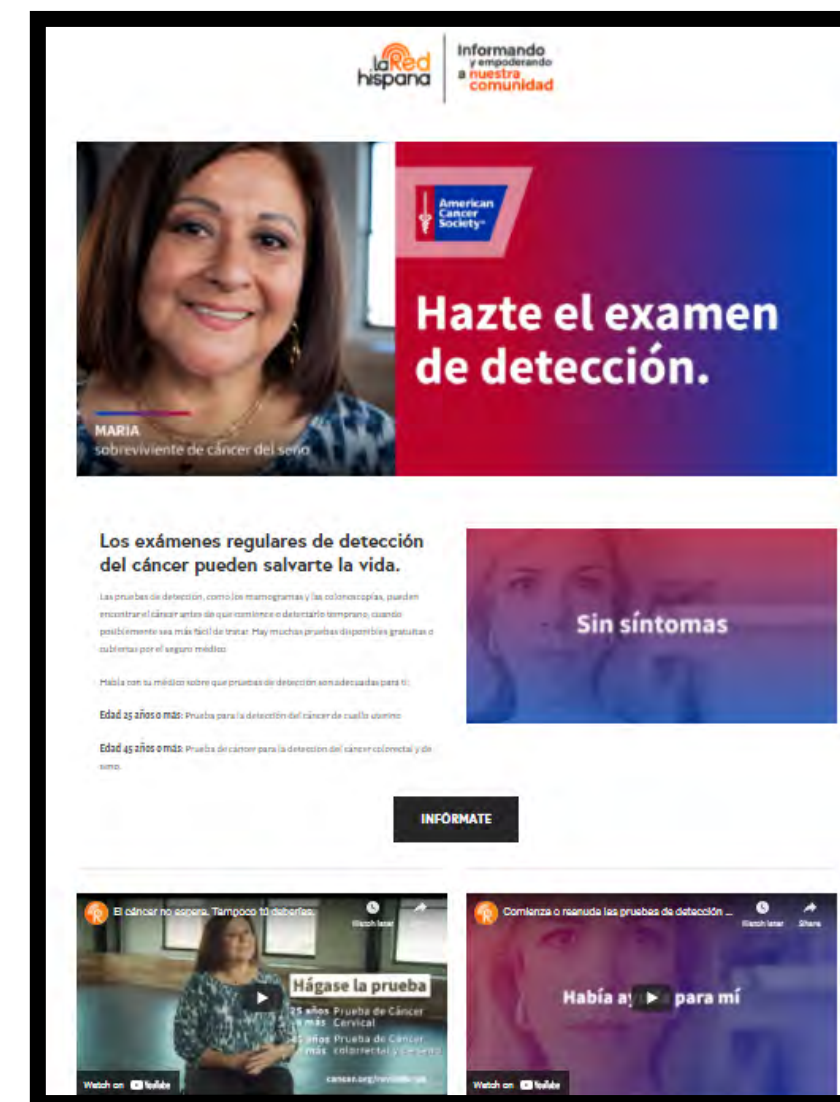 laRed
hispana
Informando
y empoderando
a nuestra
comunidad
American
Cancer
Society™
Hazte el examen
de detección.
MARIA
sobreviviente de cáncer del seno
Los exámenes regulares de detección
del cáncer pueden salvarte la vida.
Las pruebas de detección, como los mamogramas y las colonoscopías, pueden
encontrar el cáncer antes de que comience o detectarlo temprano, cuando
posiblemente sea más fácil de tratar. Hay muchas pruebas disponibles gratuitas o
cubiertas por el seguro médico.
Habla con tu médico sobre que pruebas de detección son adecuadas para ti:
Edad 25 años o más: Prueba para la detección del cáncer de cuello uterino
Edad 45 años o más: Prueba de cáncer para la detección del cáncer colorectal y de
seno.
Sin síntomas
INFÓRMATE
El cáncer no espera. Tampoco tú deberías.
Watch later
Hágase la prueba
25 años Prueba de Cáncer
o más Cervical
años Prueba de Cáncer
más colorrectal y de seno
Watch on YouTube
Comienza o reanuda las pruebas de detección ...
Watch later
Share
Había para mí
Watch on YouTube